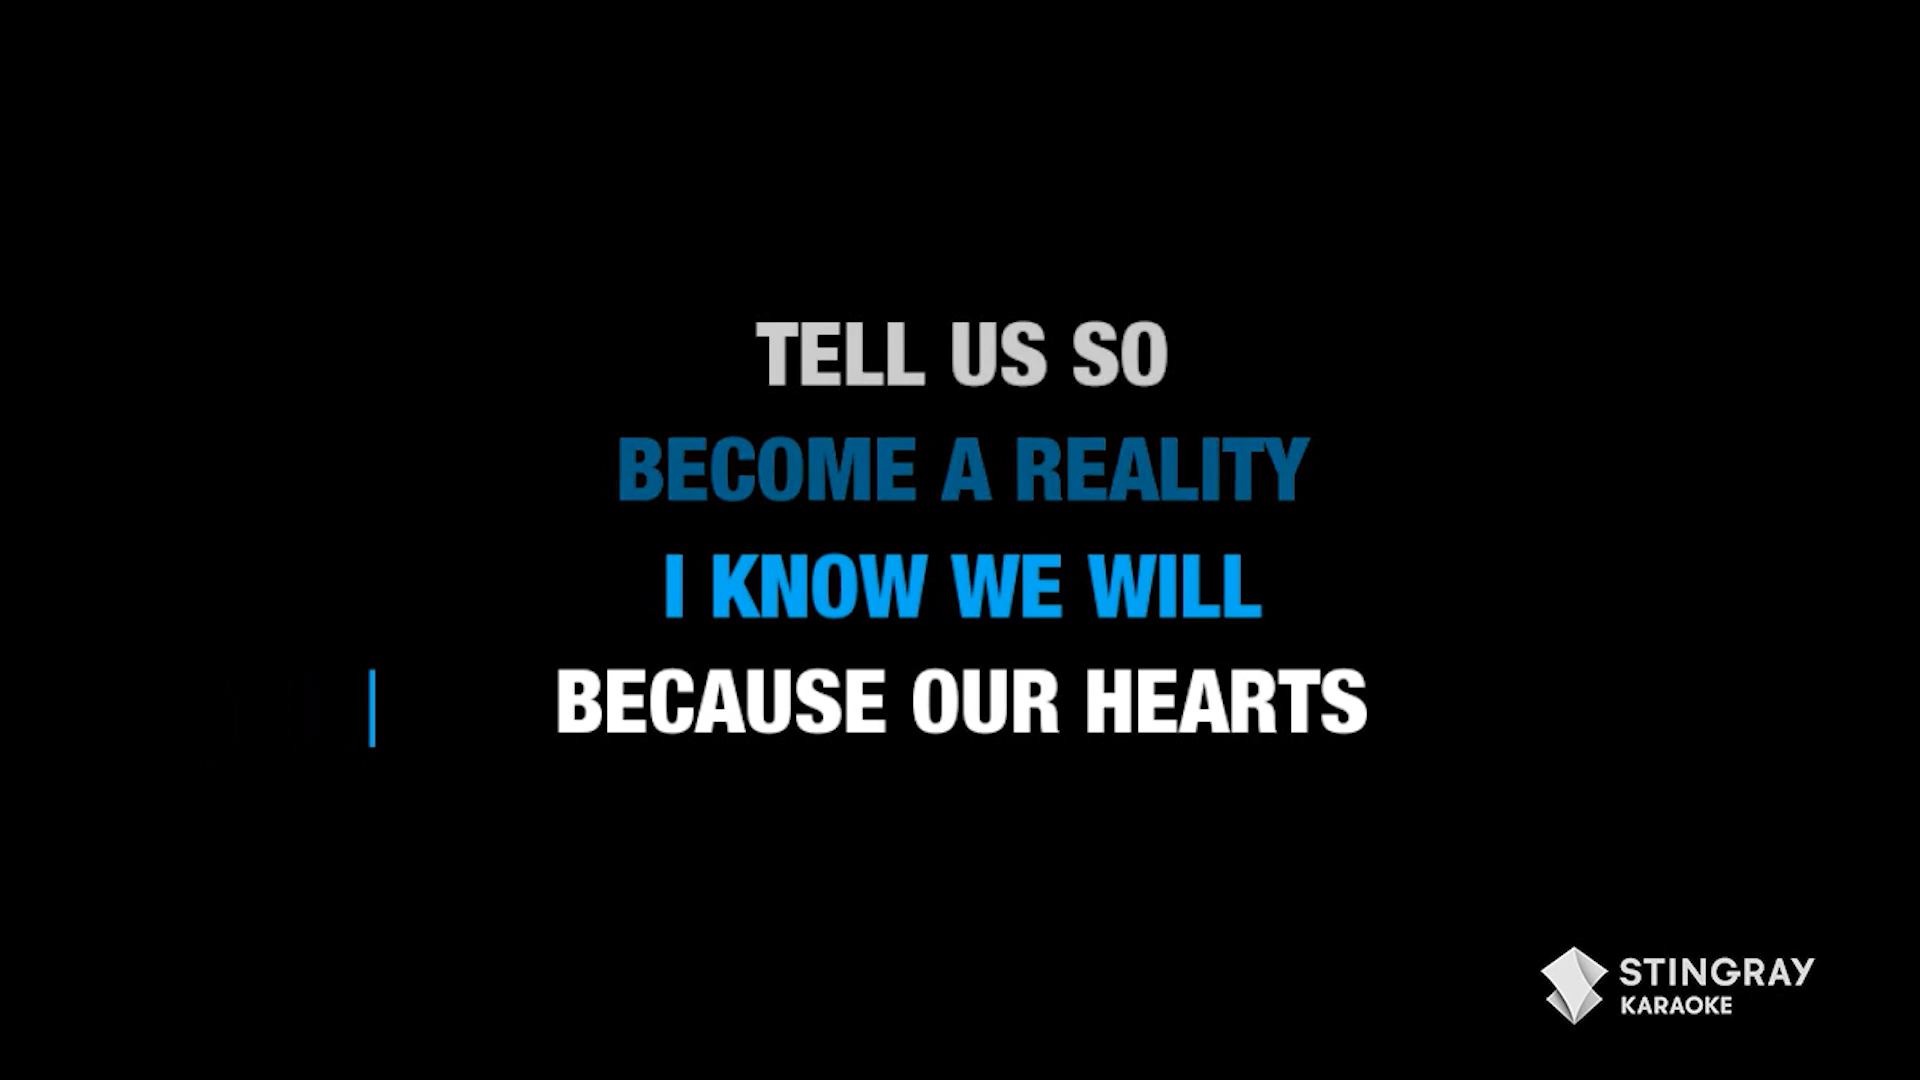 TELL US SO
BECOME A REALITY
I KNOW WE WILL
BECAUSE OUR HEARTS
STINGRAY
KARAOKE